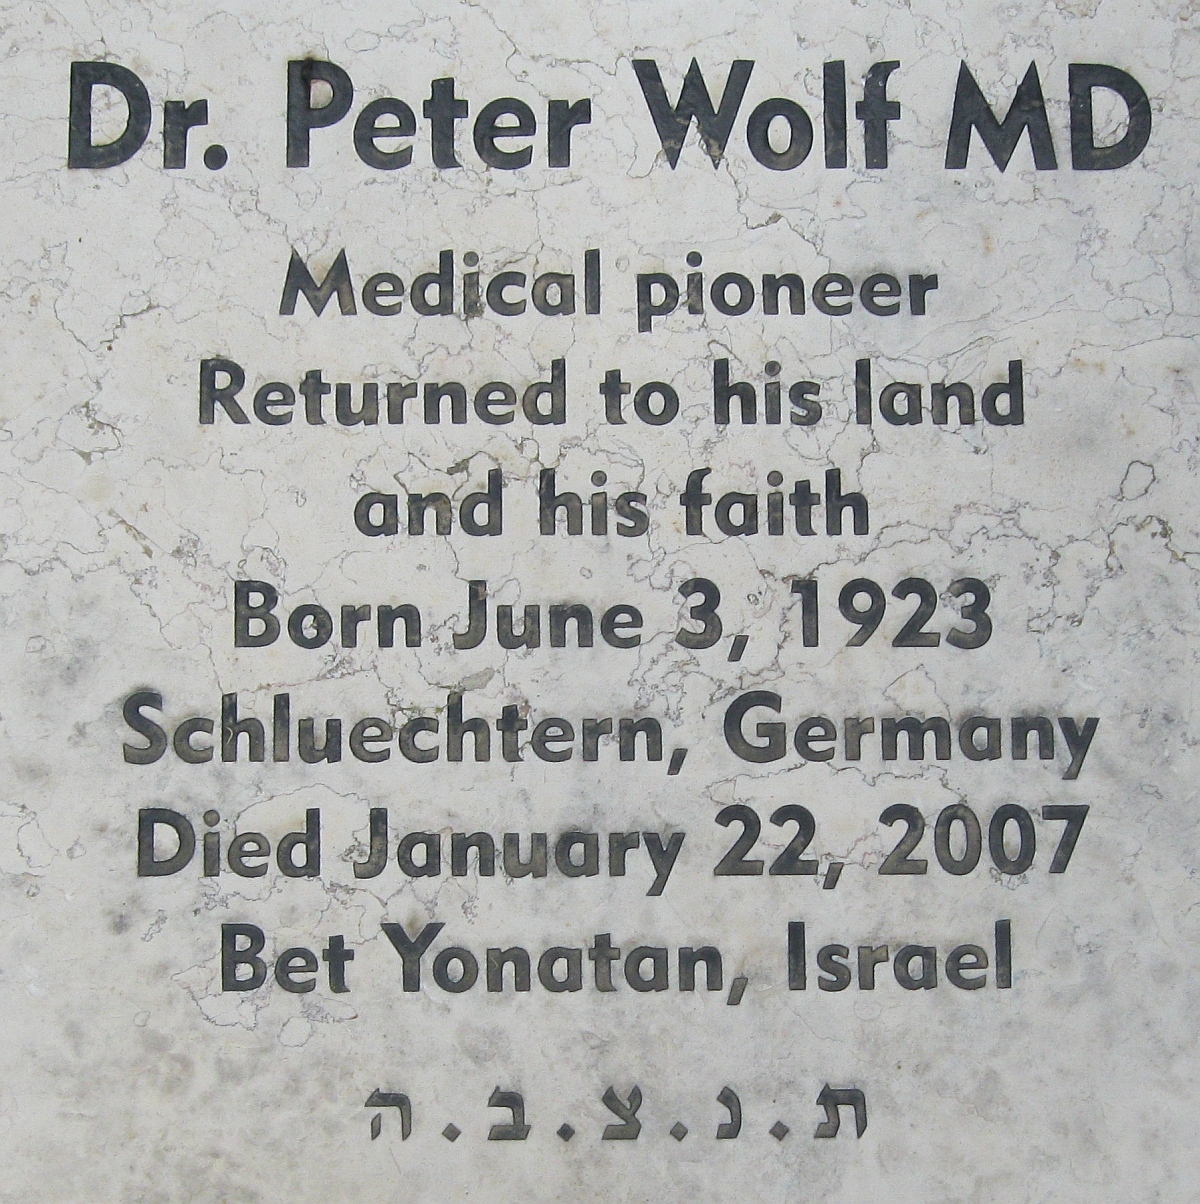 Dr. Peter Wolf MD
Medical pioneer
Returned to his land
and his faith
Born June 3, 1923
Schluechtern, Germany
Died January 22, 2007
Bet Yonatan, Israel
ת.נ.צ.ב.ה